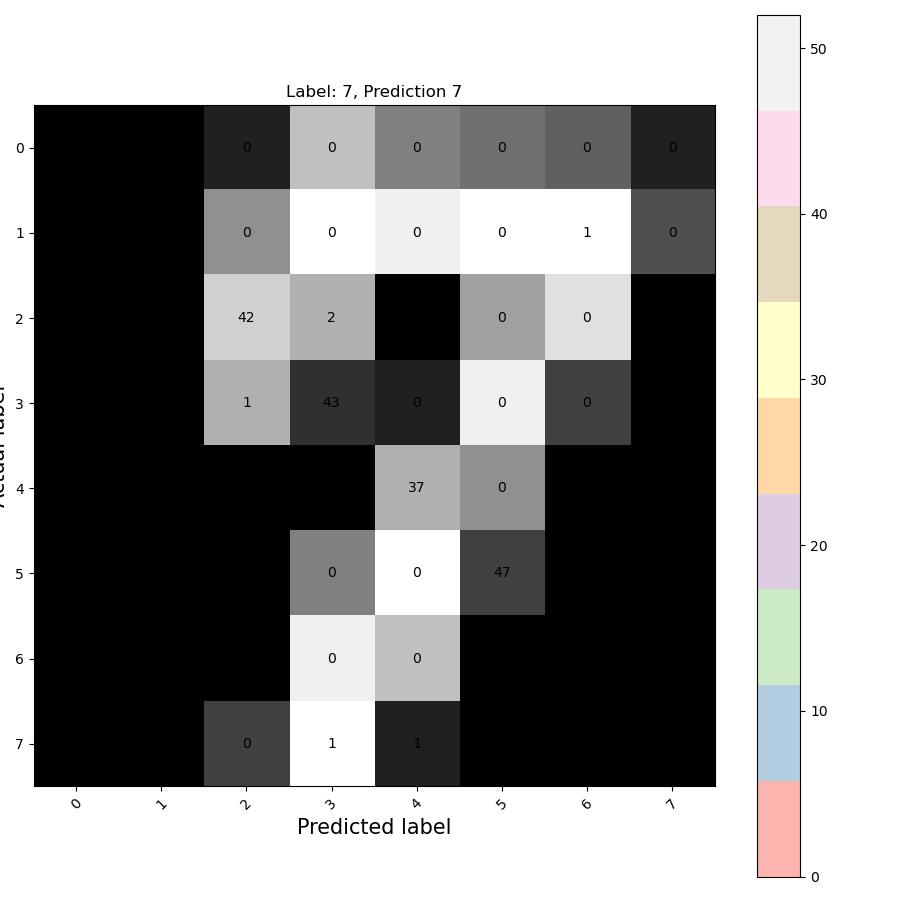 Label: 7, Prediction 7
0 0 0 0 0 0 0
1 0 0 0 0 1 0
2 42 2 0 0
3 1 43 0 0 0
4 37 0
5 0 0 47
6 0 0
7 0 1 1
0 1 2 3 4 5 6 7
Predicted label
Actual label
50
40
30
20
10
0